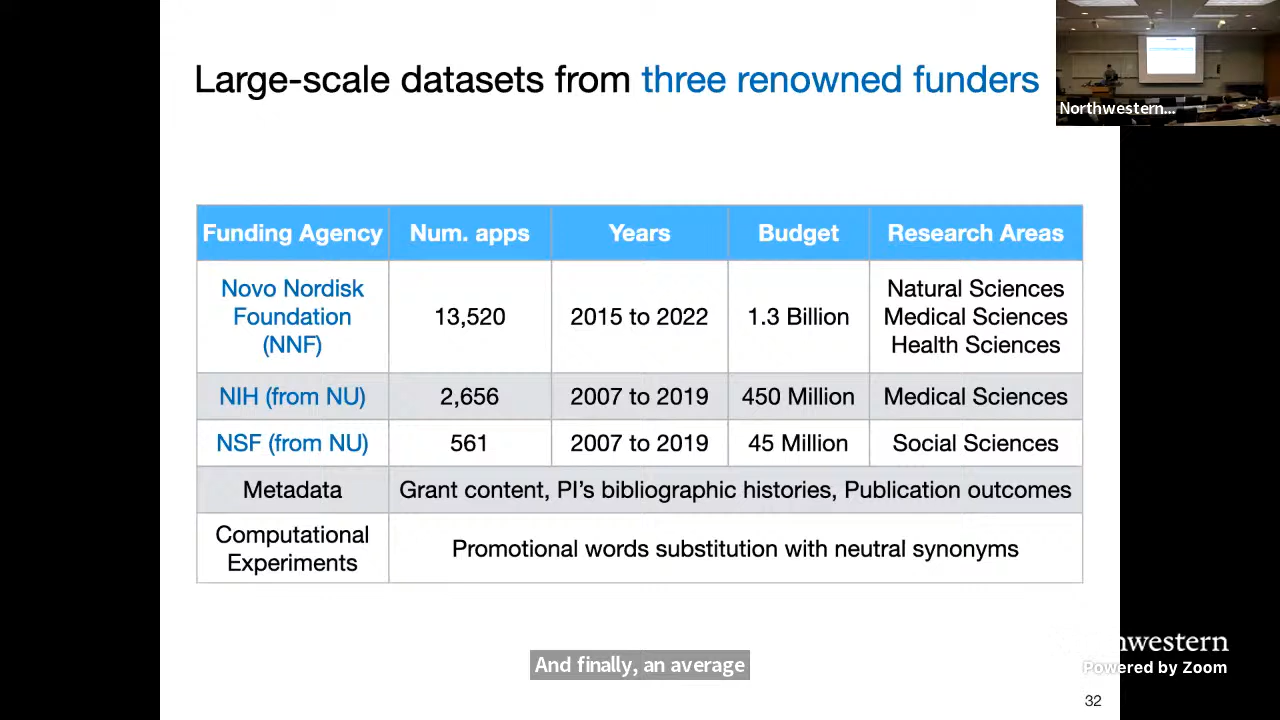 Large-scale datasets from three renowned funders
Northwestern...
Funding Agency Num. apps Years Budget Research Areas
Novo Nordisk Foundation (NNF) 13,520 2015 to 2022 1.3 Billion Natural Sciences Medical Sciences Health Sciences
NIH (from NU) 2,656 2007 to 2019 450 Million Medical Sciences
NSF (from NU) 561 2007 to 2019 45 Million Social Sciences
Metadata Grant content, PI's bibliographic histories, Publication outcomes
Computational Experiments Promotional words substitution with neutral synonyms
And finally, an average
hwestern
Powered by Zoom
32